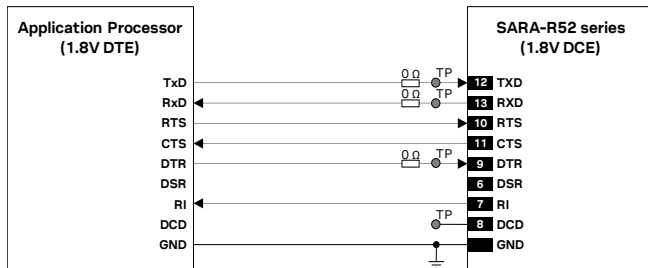 Application Processor
(1.8V DTE)
SARA-R52 series
(1.8V DCE)
TxD 0 Ω TP 12 TXD
RxD 0 Ω TP 13 RXD
RTS 10 RTS
CTS 11 CTS
DTR 0 Ω TP 9 DTR
DSR 6 DSR
RI 7 RI
DCD TP 8 DCD
GND GND